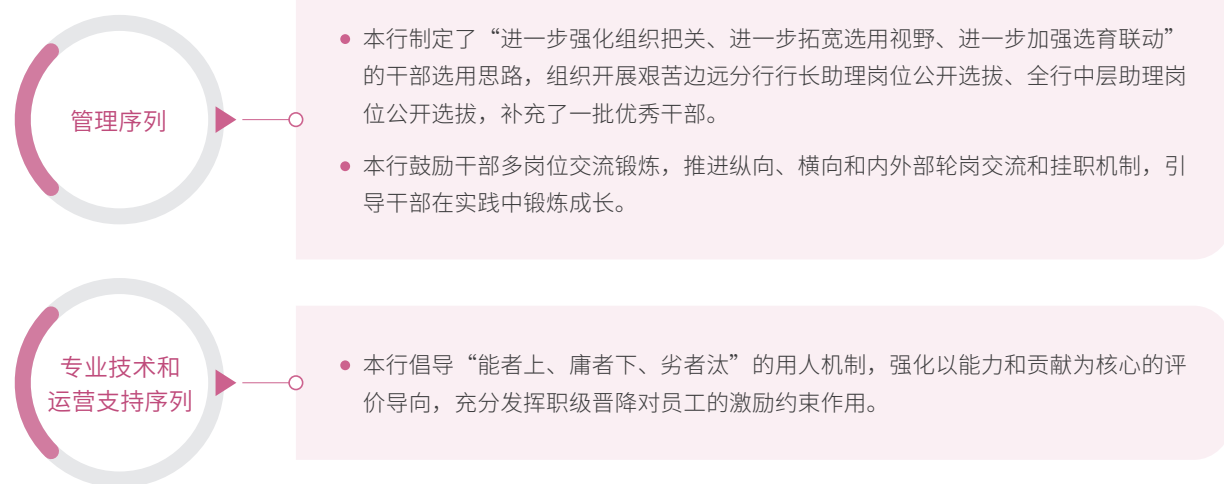 管理序列
本行制定了“进一步强化组织把关、进一步拓宽选用视野、进一步加强选育联动”
的干部选用思路，组织开展艰苦边远分行行长助理岗位公开选拔、全行中层助理岗
位公开选拔，补充了一批优秀干部。
本行鼓励干部多岗位交流锻炼，推进纵向、横向和内外部轮岗交流和挂职机制，引
导干部在实践中锻炼成长。
专业技术和
运营支持序列
本行倡导“能者上、庸者下、劣者汰”的用人机制，强化以能力和贡献为核心的评
价导向，充分发挥职级晋降对员工的激励约束作用。